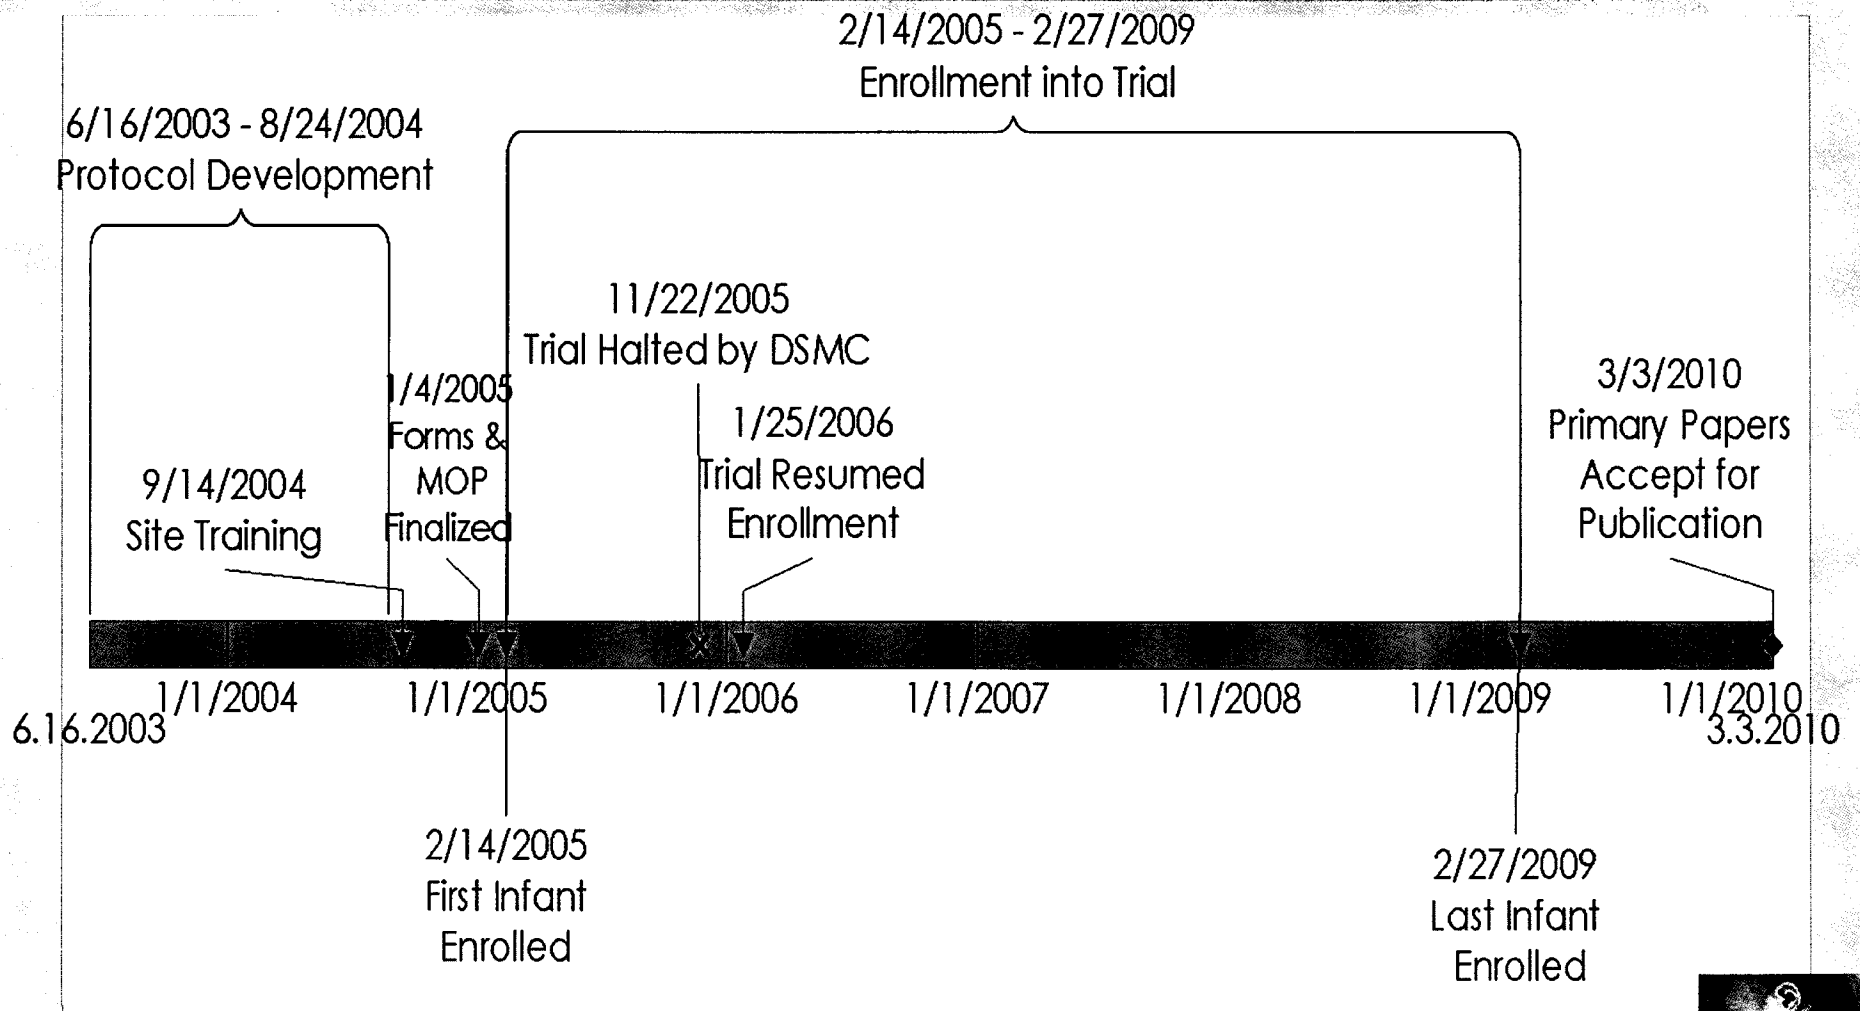 2/14/2005 - 2/27/2009
Enrollment into Trial
6/16/2003 - 8/24/2004
Protocol Development
11/22/2005
Trial Halted by DSMC
1/4/2005
Forms &
MOP
Finalized
1/25/2006
Trial Resumed
Enrollment
3/3/2010
Primary Papers
Accept for
Publication
9/14/2004
Site Training
1/1/2004
1/1/2005
1/1/2006
1/1/2007
1/1/2008
1/1/2009
1/1/2010
6.16.2003
3.3.2010
2/14/2005
First Infant
Enrolled
2/27/2009
Last Infant
Enrolled